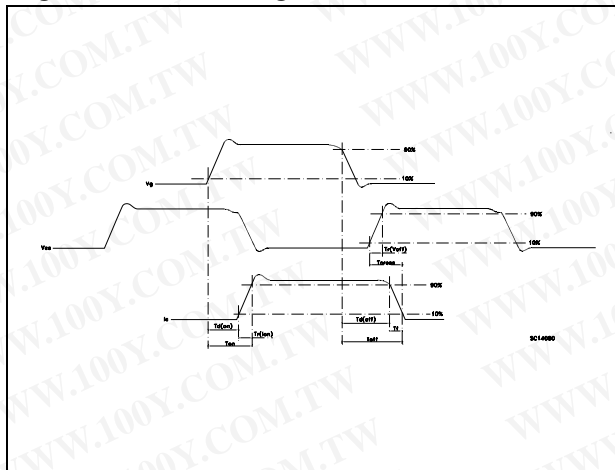 WWW.100Y.COM.TW
90%
Vg
10%
90%
Vce
10%
Tr(Voff)
Tcross
90%
Ic
10%
Td(on)
Td(off)
Tr(Ion)
Tf
Ton
Toff